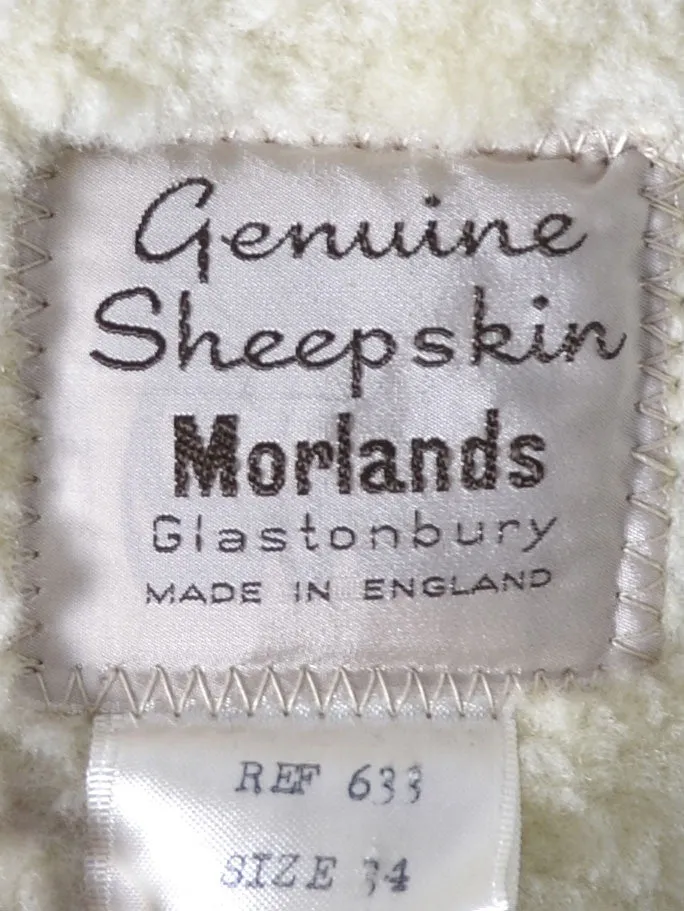 Genuine
Sheepskin
Morlands
Glastonbury
MADE IN ENGLAND
REF 633
SIZE 34